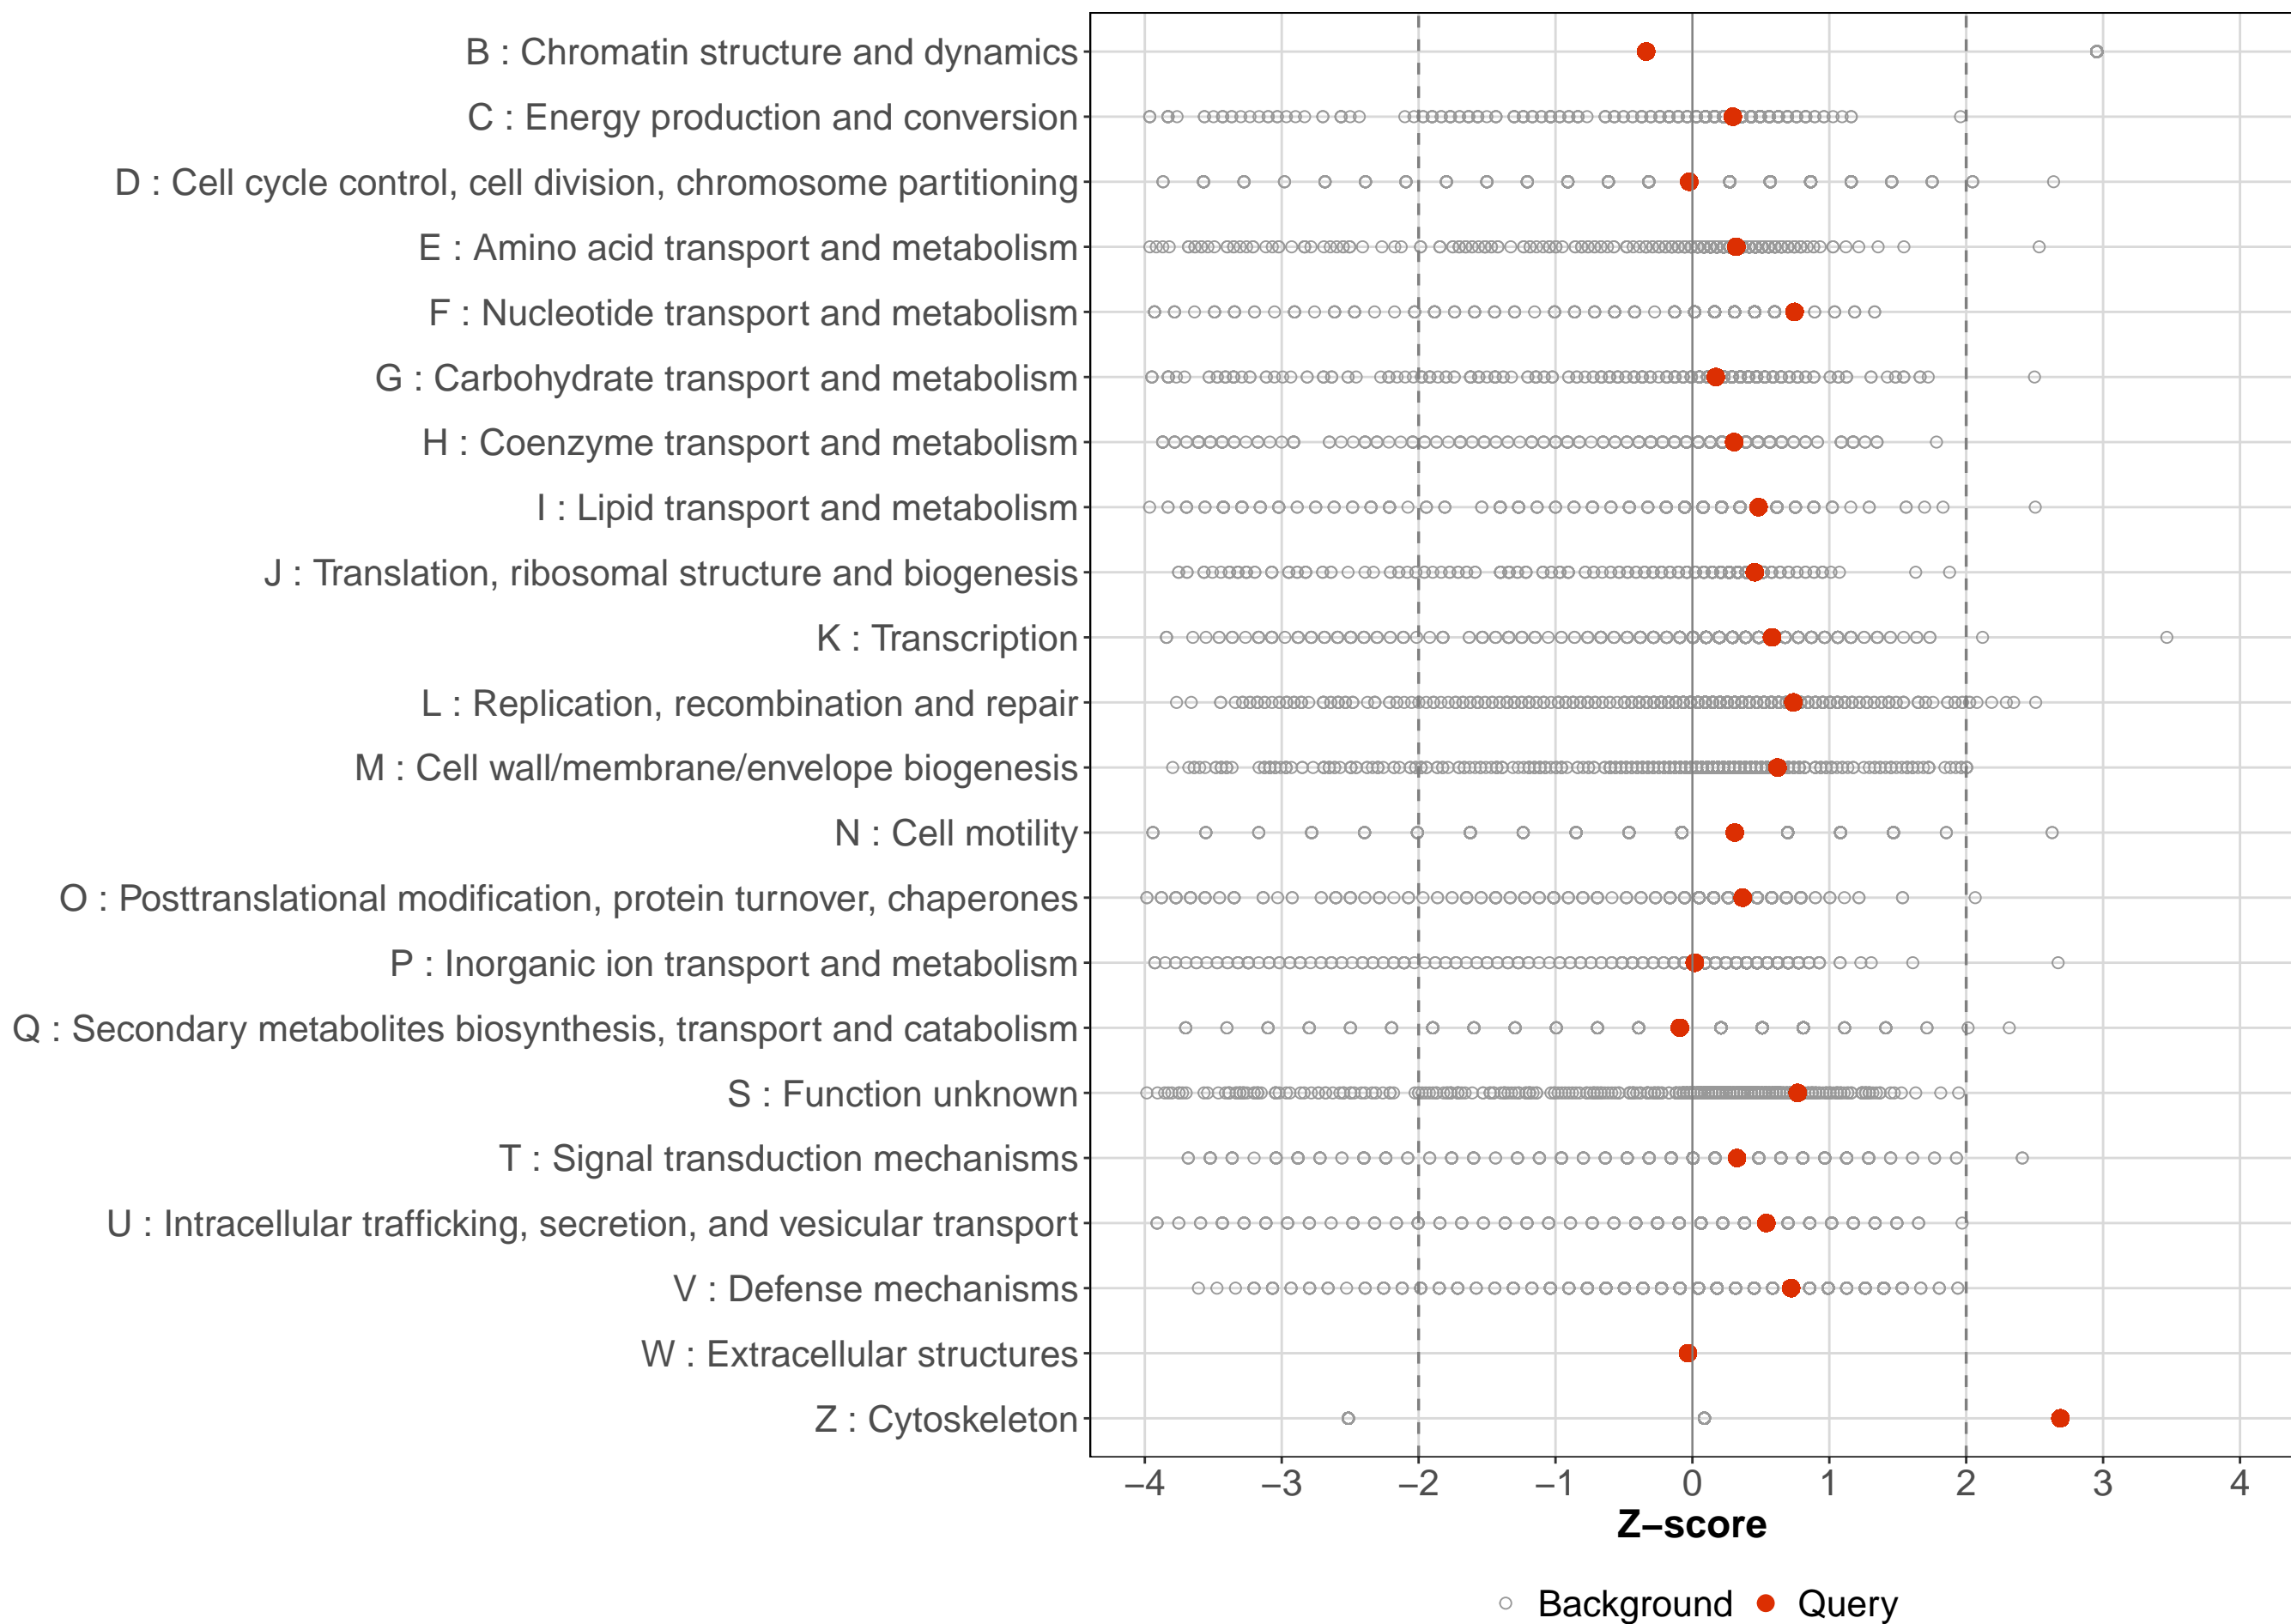 B : Chromatin structure and dynamics
C : Energy production and conversion
D : Cell cycle control, cell division, chromosome partitioning
E : Amino acid transport and metabolism
F : Nucleotide transport and metabolism
G : Carbohydrate transport and metabolism
H : Coenzyme transport and metabolism
I : Lipid transport and metabolism
J : Translation, ribosomal structure and biogenesis
K : Transcription
L : Replication, recombination and repair
M : Cell wall/membrane/envelope biogenesis
N : Cell motility
O : Posttranslational modification, protein turnover, chaperones
P : Inorganic ion transport and metabolism
Q : Secondary metabolites biosynthesis, transport and catabolism
S : Function unknown
T : Signal transduction mechanisms
U : Intracellular trafficking, secretion, and vesicular transport
V : Defense mechanisms
W : Extracellular structures
Z : Cytoskeleton
−4 −3 −2 −1 0 1 2 3 4
Z−score
Background Query